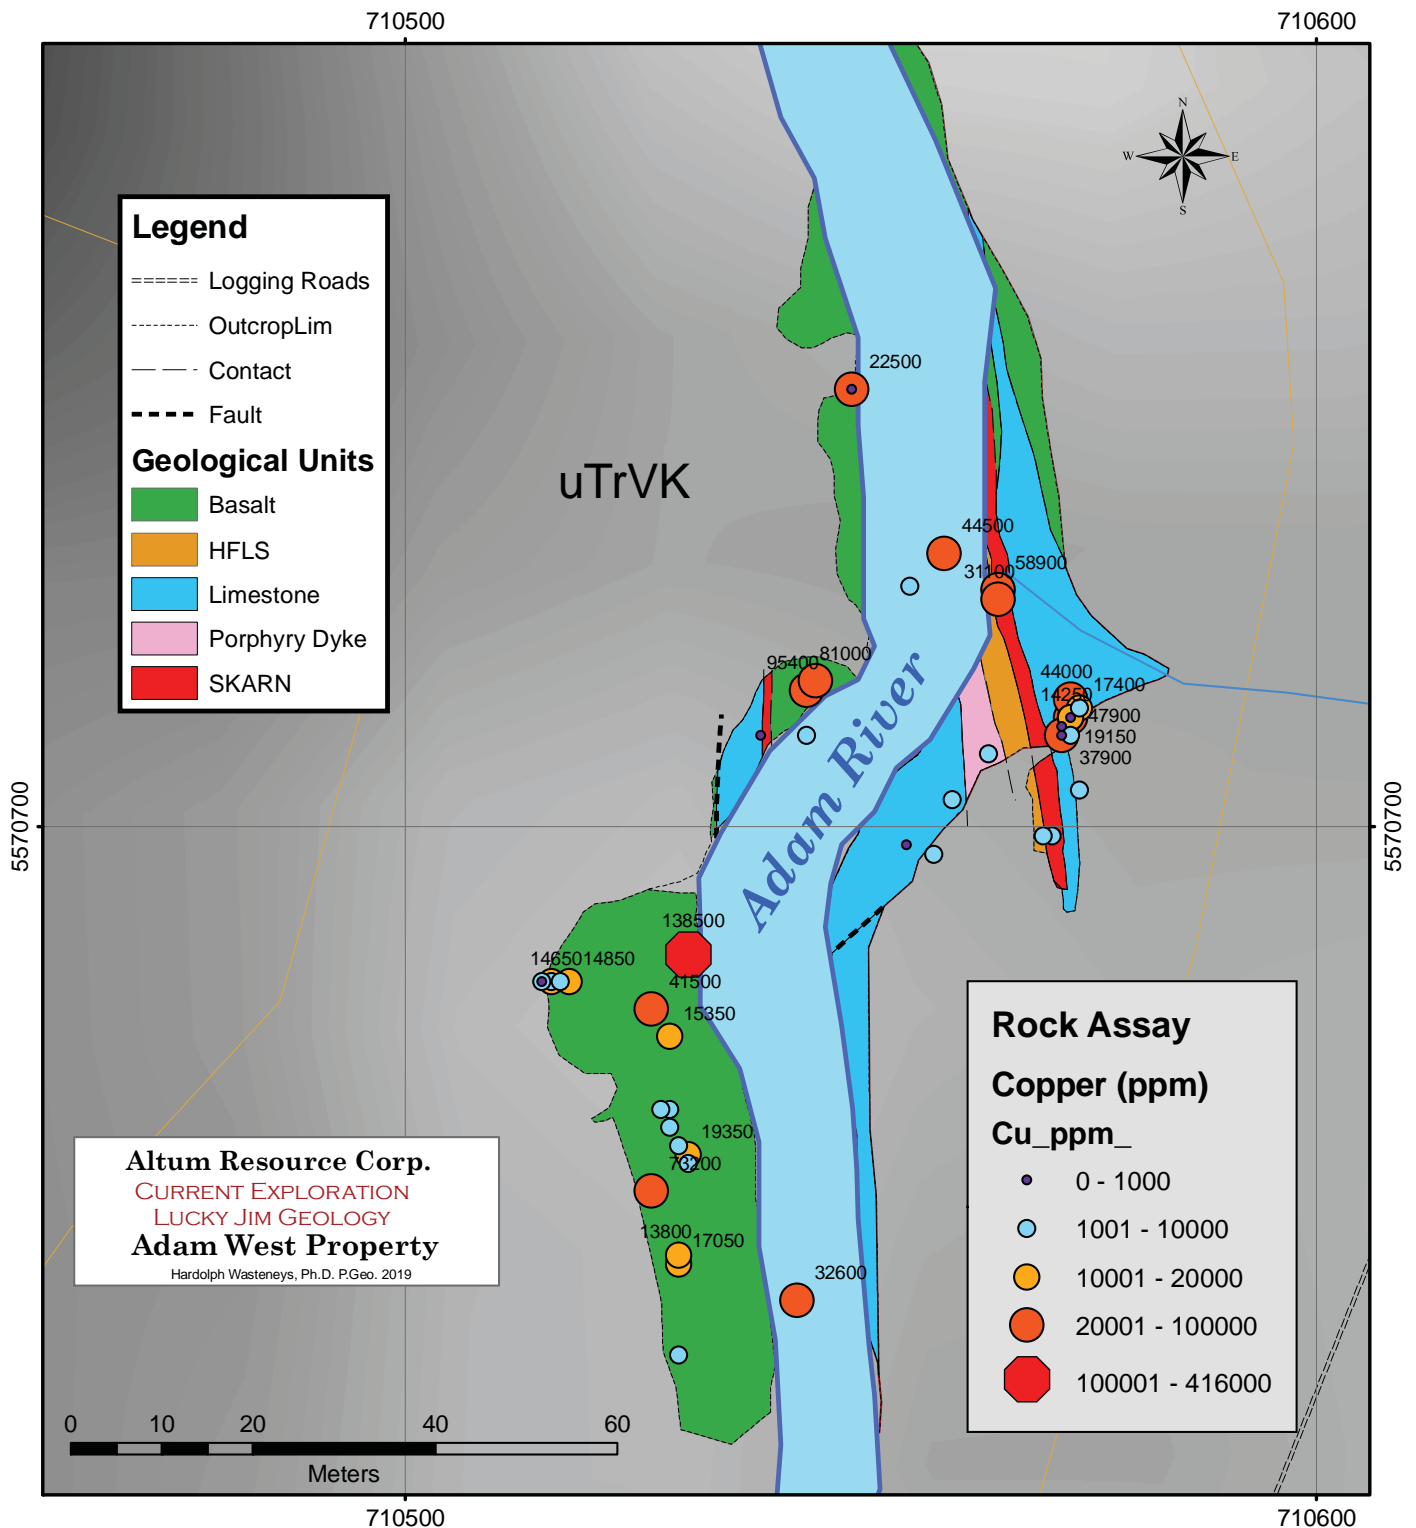 710500
710600
N
W
E
S
Legend
Logging Roads
OutcropLim
Contact
Fault
Geological Units
Basalt
HFLS
Limestone
Porphyry Dyke
SKARN
22500
uTrVK
44500
31100
58900
95400
81000
44000
17400
14250
47900
19150
37900
Adam River
5570700
5570700
138500
14650
14850
41500
15350
19350
73200
13800
17050
32600
Altum Resource Corp.
CURRENT EXPLORATION
LUCKY JIM GEOLOGY
Adam West Property
Hardolph Wasteneys, Ph.D. P.Geo. 2019
Rock Assay
Copper (ppm)
Cu_ppm_
0 - 1000
1001 - 10000
10001 - 20000
20001 - 100000
100001 - 416000
0 10 20 40 60
Meters
710500
710600